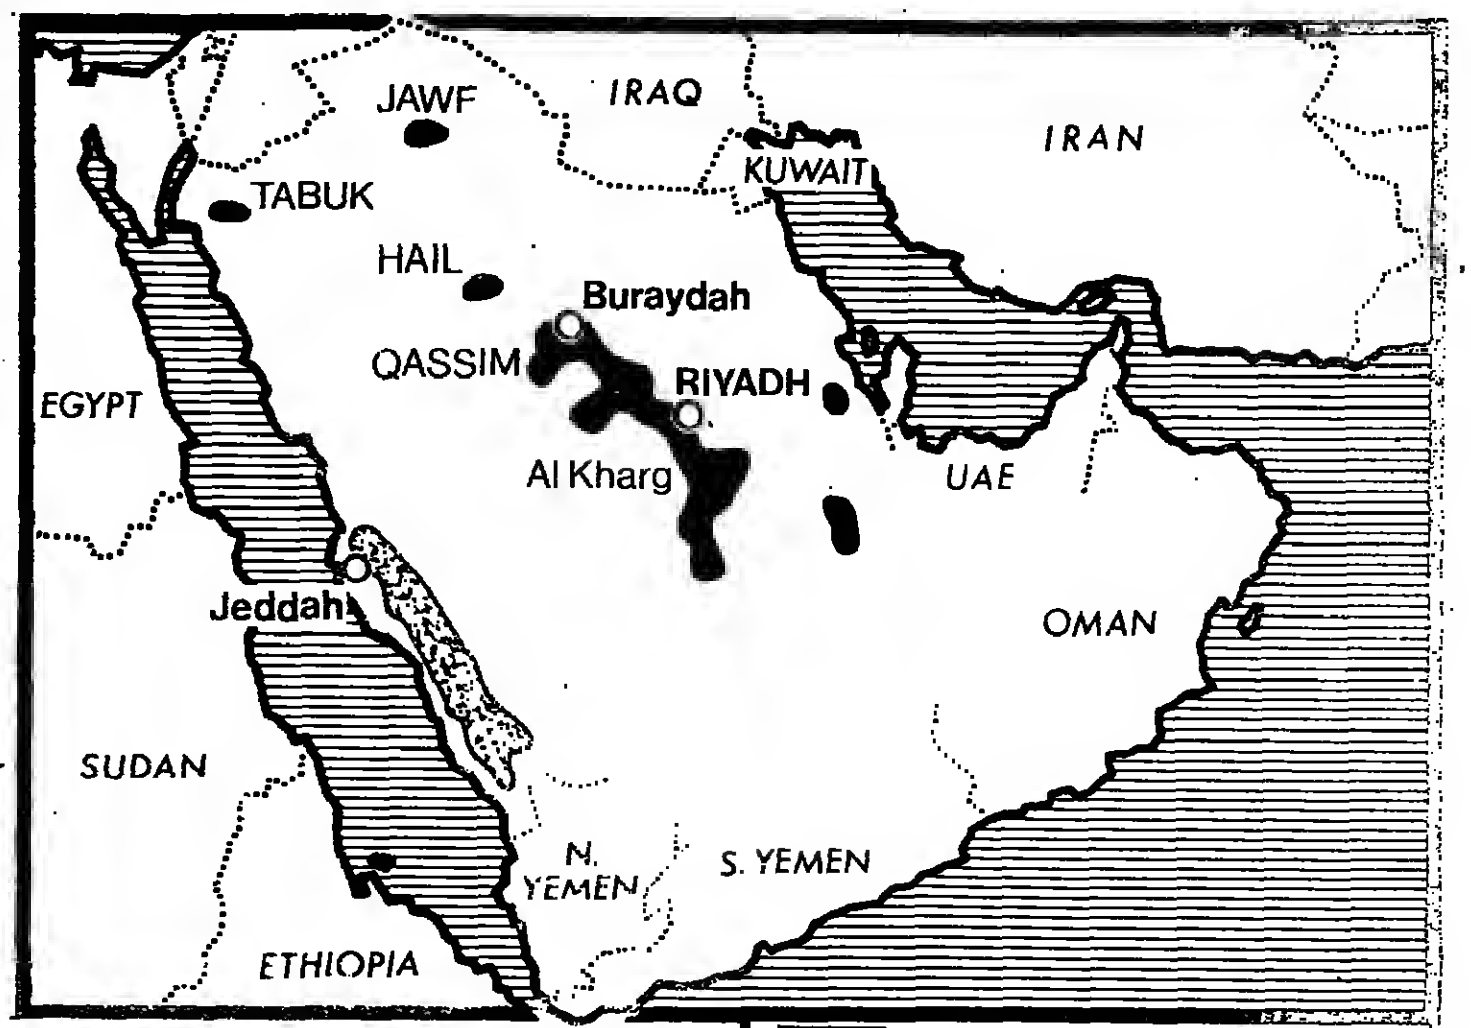 JAWF
IRAQ
IRAN
KUWAIT
TABUK
HAIL
Buraydah
QASSIM
RIYADH
EGYPT
Al Kharg
UAE
Jeddah
OMAN
SUDAN
N.
YEMEN
S. YEMEN
ETHIOPIA